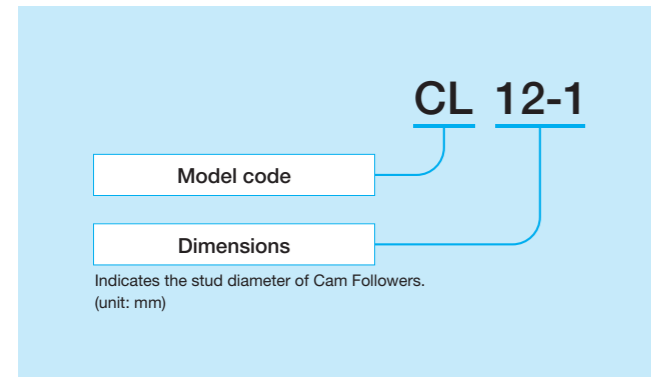 CL 12-1
Model code
Dimensions
Indicates the stud diameter of Cam Followers.
(unit: mm)